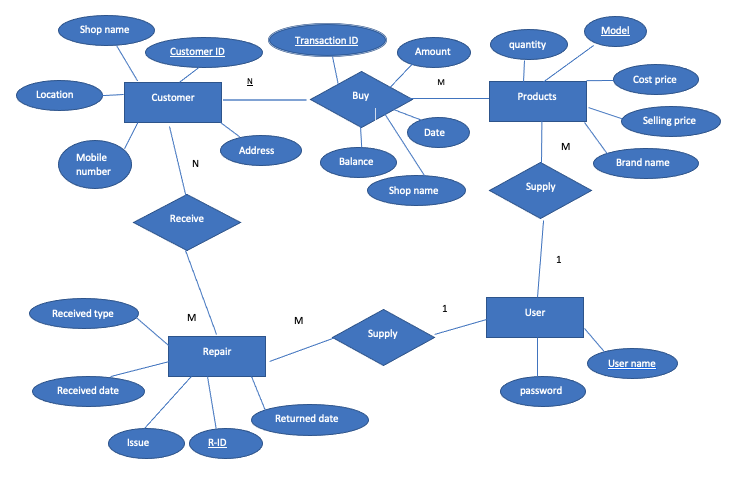 Shop name
Customer ID
Transaction ID
Amount
quantity
Model
Location
Customer
N
Buy
M
Products
Cost price
Selling price
Mobile
number
Address
Balance
Date
Shop name
M
Brand name
N
Supply
Receive
1
Received type
M
M
Supply
1
User
Repair
User name
Received date
password
Returned date
Issue
R-ID